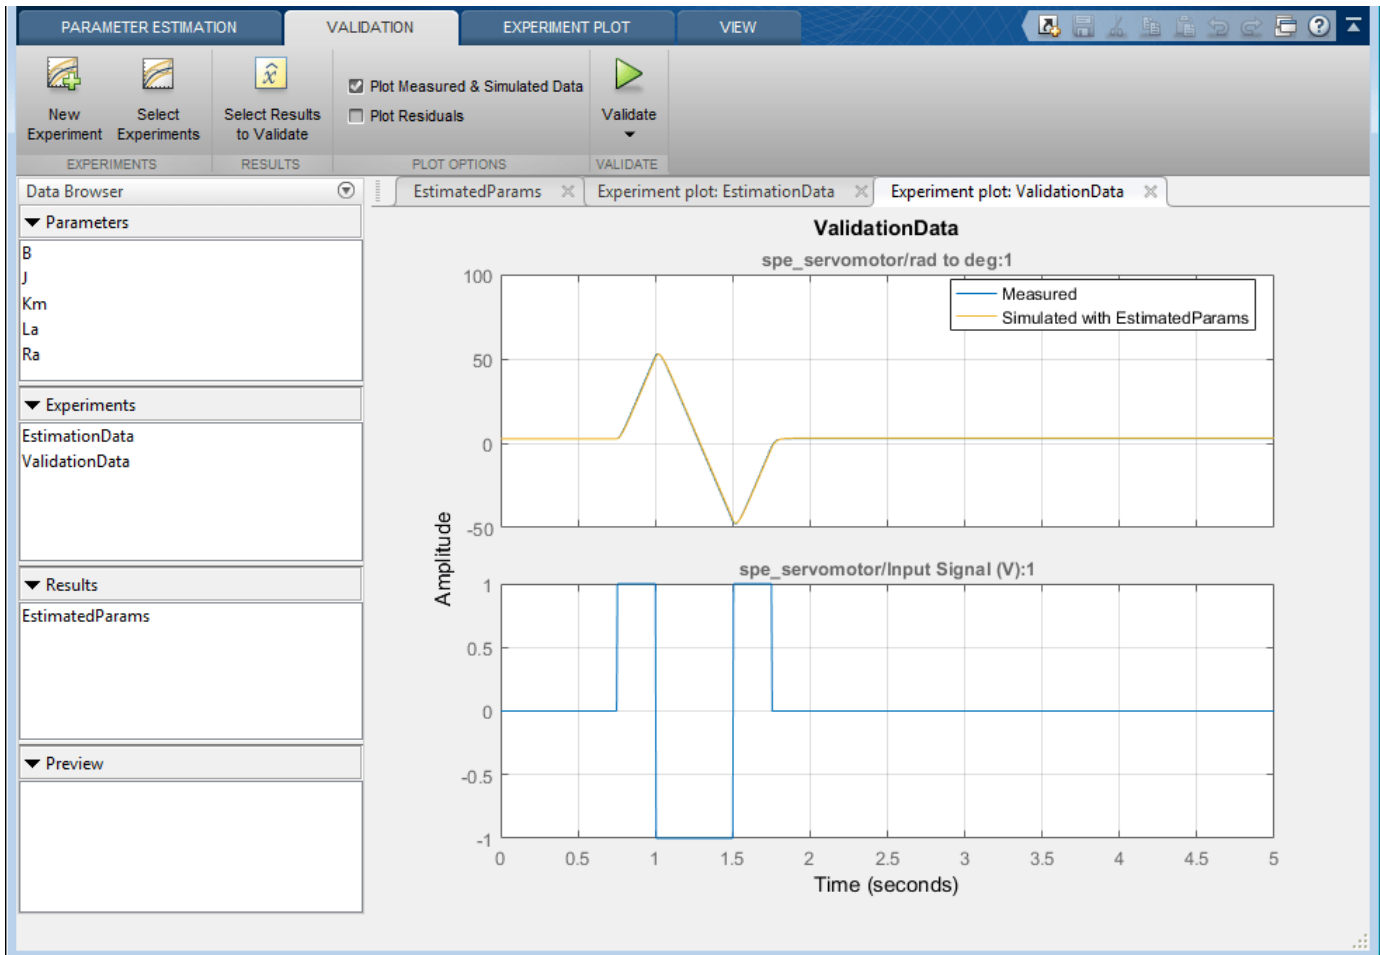 PARAMETER ESTIMATION VALIDATION EXPERIMENT PLOT VIEW
New Experiment
Select Experiments
Select Results to Validate
Plot Measured & Simulated Data
Plot Residuals
Validate
EXPERIMENTS RESULTS PLOT OPTIONS VALIDATE
Data Browser
Parameters
B
J
Km
La
Ra
Experiments
EstimationData
ValidationData
Results
EstimatedParams
Preview
EstimatedParams Experiment plot: EstimationData Experiment plot: ValidationData
ValidationData
spe_servomotor/rad to deg:1
100
50
0
-50
Measured
Simulated with EstimatedParams
Amplitude
spe_servomotor/Input Signal (V):1
1
0.5
0
-0.5
-1
0 0.5 1 1.5 2 2.5 3 3.5 4 4.5 5
Time (seconds)